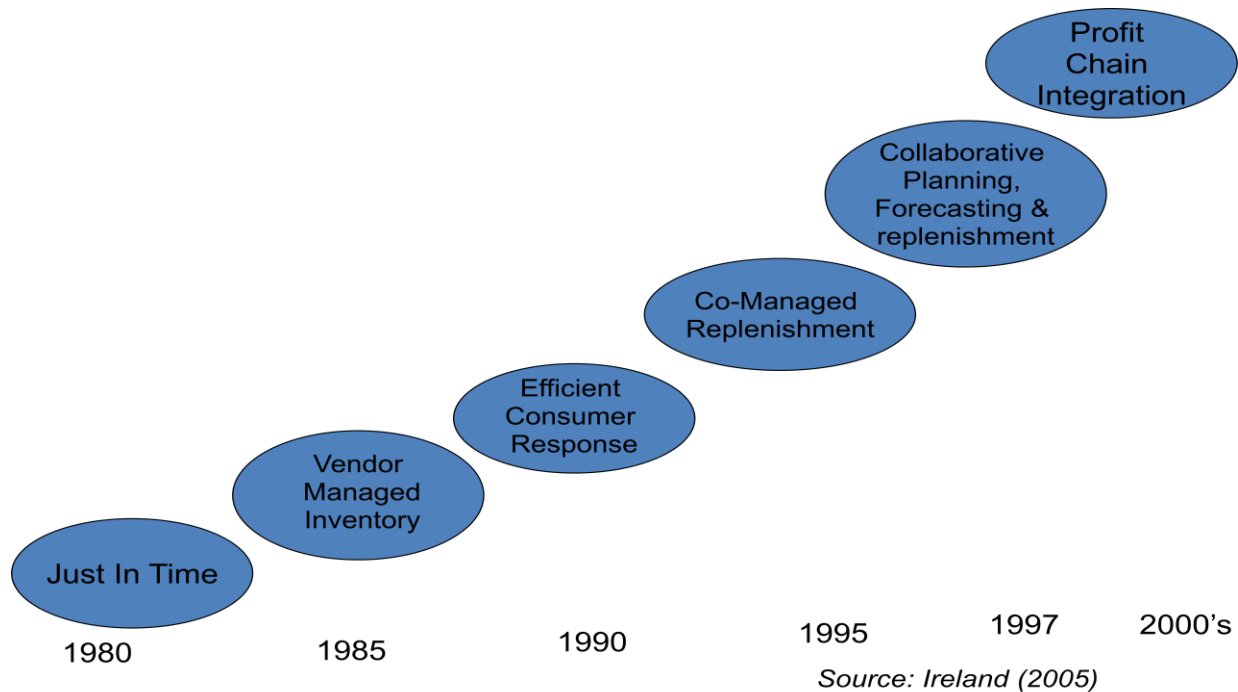 Profit
Chain
Integration
Collaborative
Planning,
Forecasting &
replenishment
Co-Managed
Replenishment
Efficient
Consumer
Response
Vendor
Managed
Inventory
Just In Time
1980
1985
1990
1995
1997
2000's
Source: Ireland (2005)